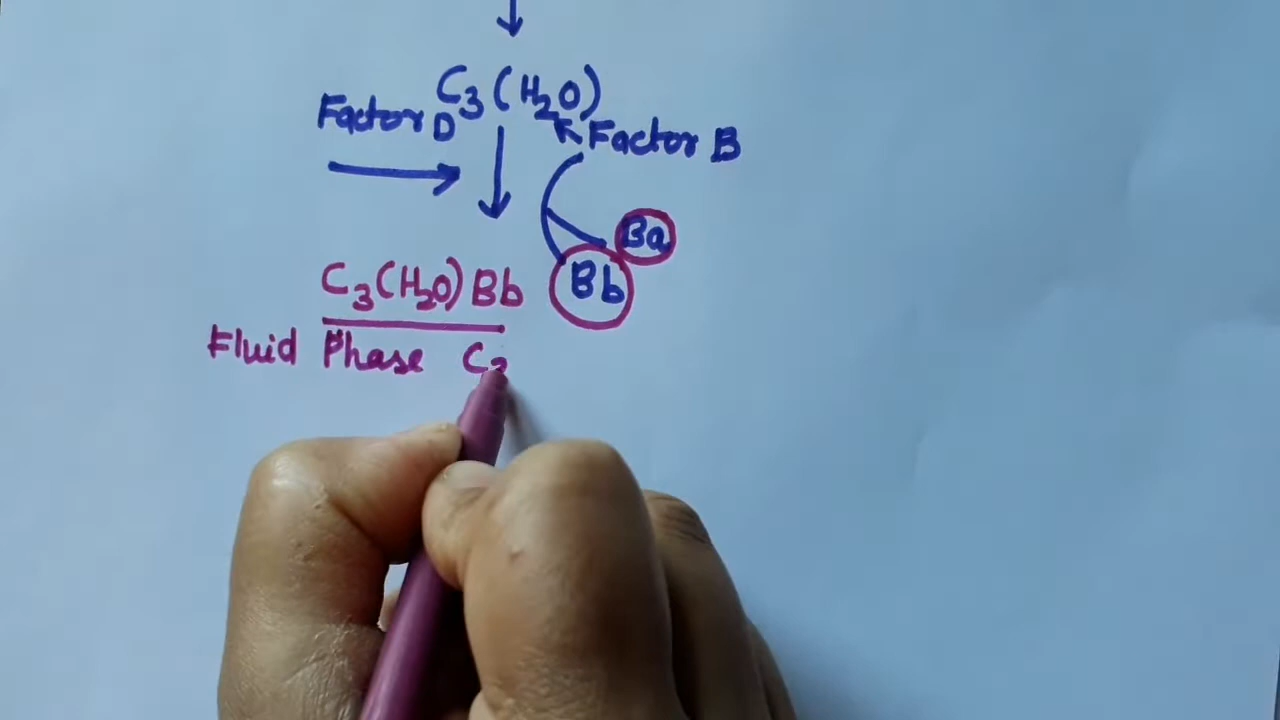 C3(H2O)
Factor D
Factor B
Ba
Bb
C3(H2O)Bb
Fluid Phase C3